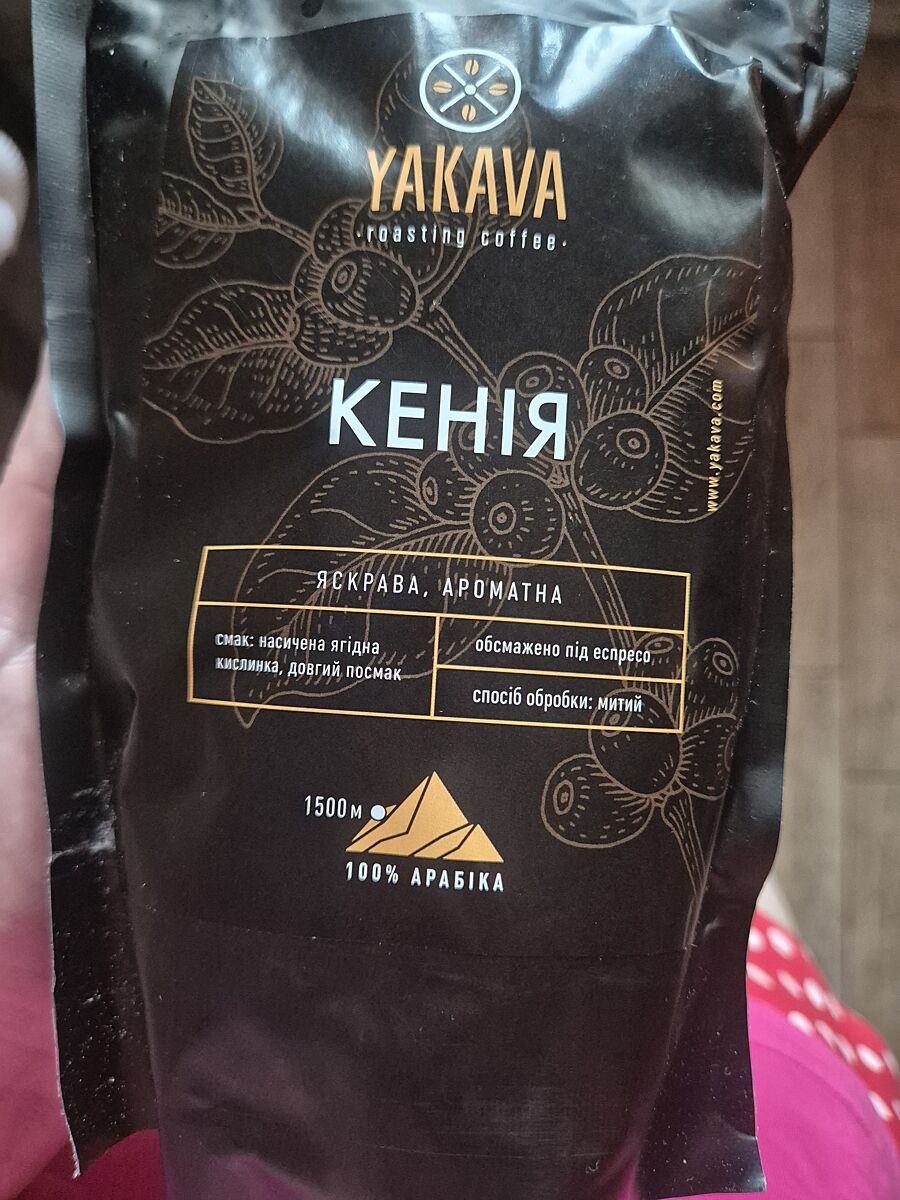 YAKAVA
·roasting coffee·
КЕНІЯ
www.yakava.com
ЯСКРАВА, АРОМАТНА
смак: насичена ягідна
кислинка, довгий посмак
обсмажено під еспресо
спосіб обробки: митий
1500м
100% АРАБІКА